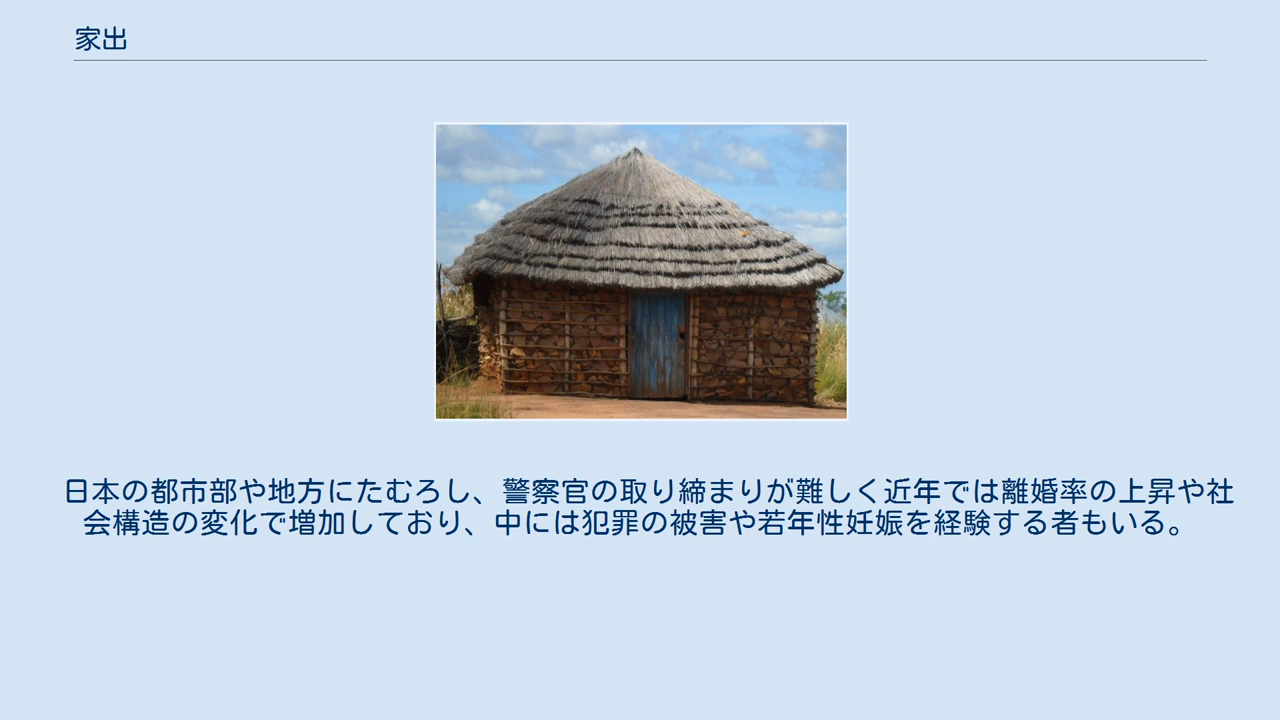 家出
日本の都市部や地方にたむろし、警察官の取り締まりが難しく近年では離婚率の上昇や社
会構造の変化で増加しており、中には犯罪の被害や若年性妊娠を経験する者もいる。